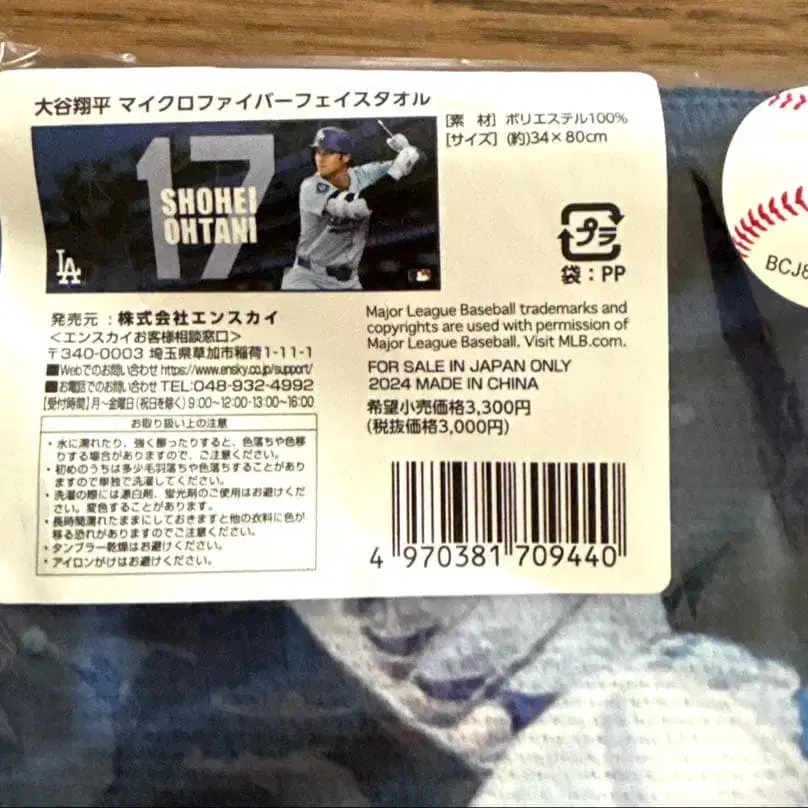 大谷翔平 マイクロファイバーフェイスタオル
[素 材] ポリエステル100%
[サイズ] (約)34×80cm
17
SHOHEI
OHTANI
LA
プラ
袋:PP
BCJ8
発売元:株式会社エンスカイ
<エンスカイお客様相談窓口>
〒340-0003 埼玉県草加市稲荷1-11-1
■Webでのお問い合わせ https://www.ensky.co.jp/support/
■お電話でのお問い合わせ TEL:048-932-4992
【受付時間】月~金曜日(祝日を除く) 9:00~12:00・13:00~16:00
Major League Baseball trademarks and
copyrights are used with permission of
Major League Baseball. Visit MLB.com.
FOR SALE IN JAPAN ONLY
2024 MADE IN CHINA
希望小売価格3,300円
(税抜価格3,000円)
お取り扱い上の注意
・水に濡れたり、強く擦ったりすると、色落ちや色移
りする場合がありますので、ご注意ください。
・初めのうちは多少毛羽落ちや色落ちすることがあり
ますので単独で洗濯してください。
・洗濯の際には漂白剤、蛍光剤のご使用はお避けくだ
さい。変色することがあります。
・長時間濡れたままにしておきますと他の衣料に色が
移る恐れがありますのでご注意ください。
・タンブラー乾燥はお避けください。
・アイロンがけはお避けください。
4 970381 709440